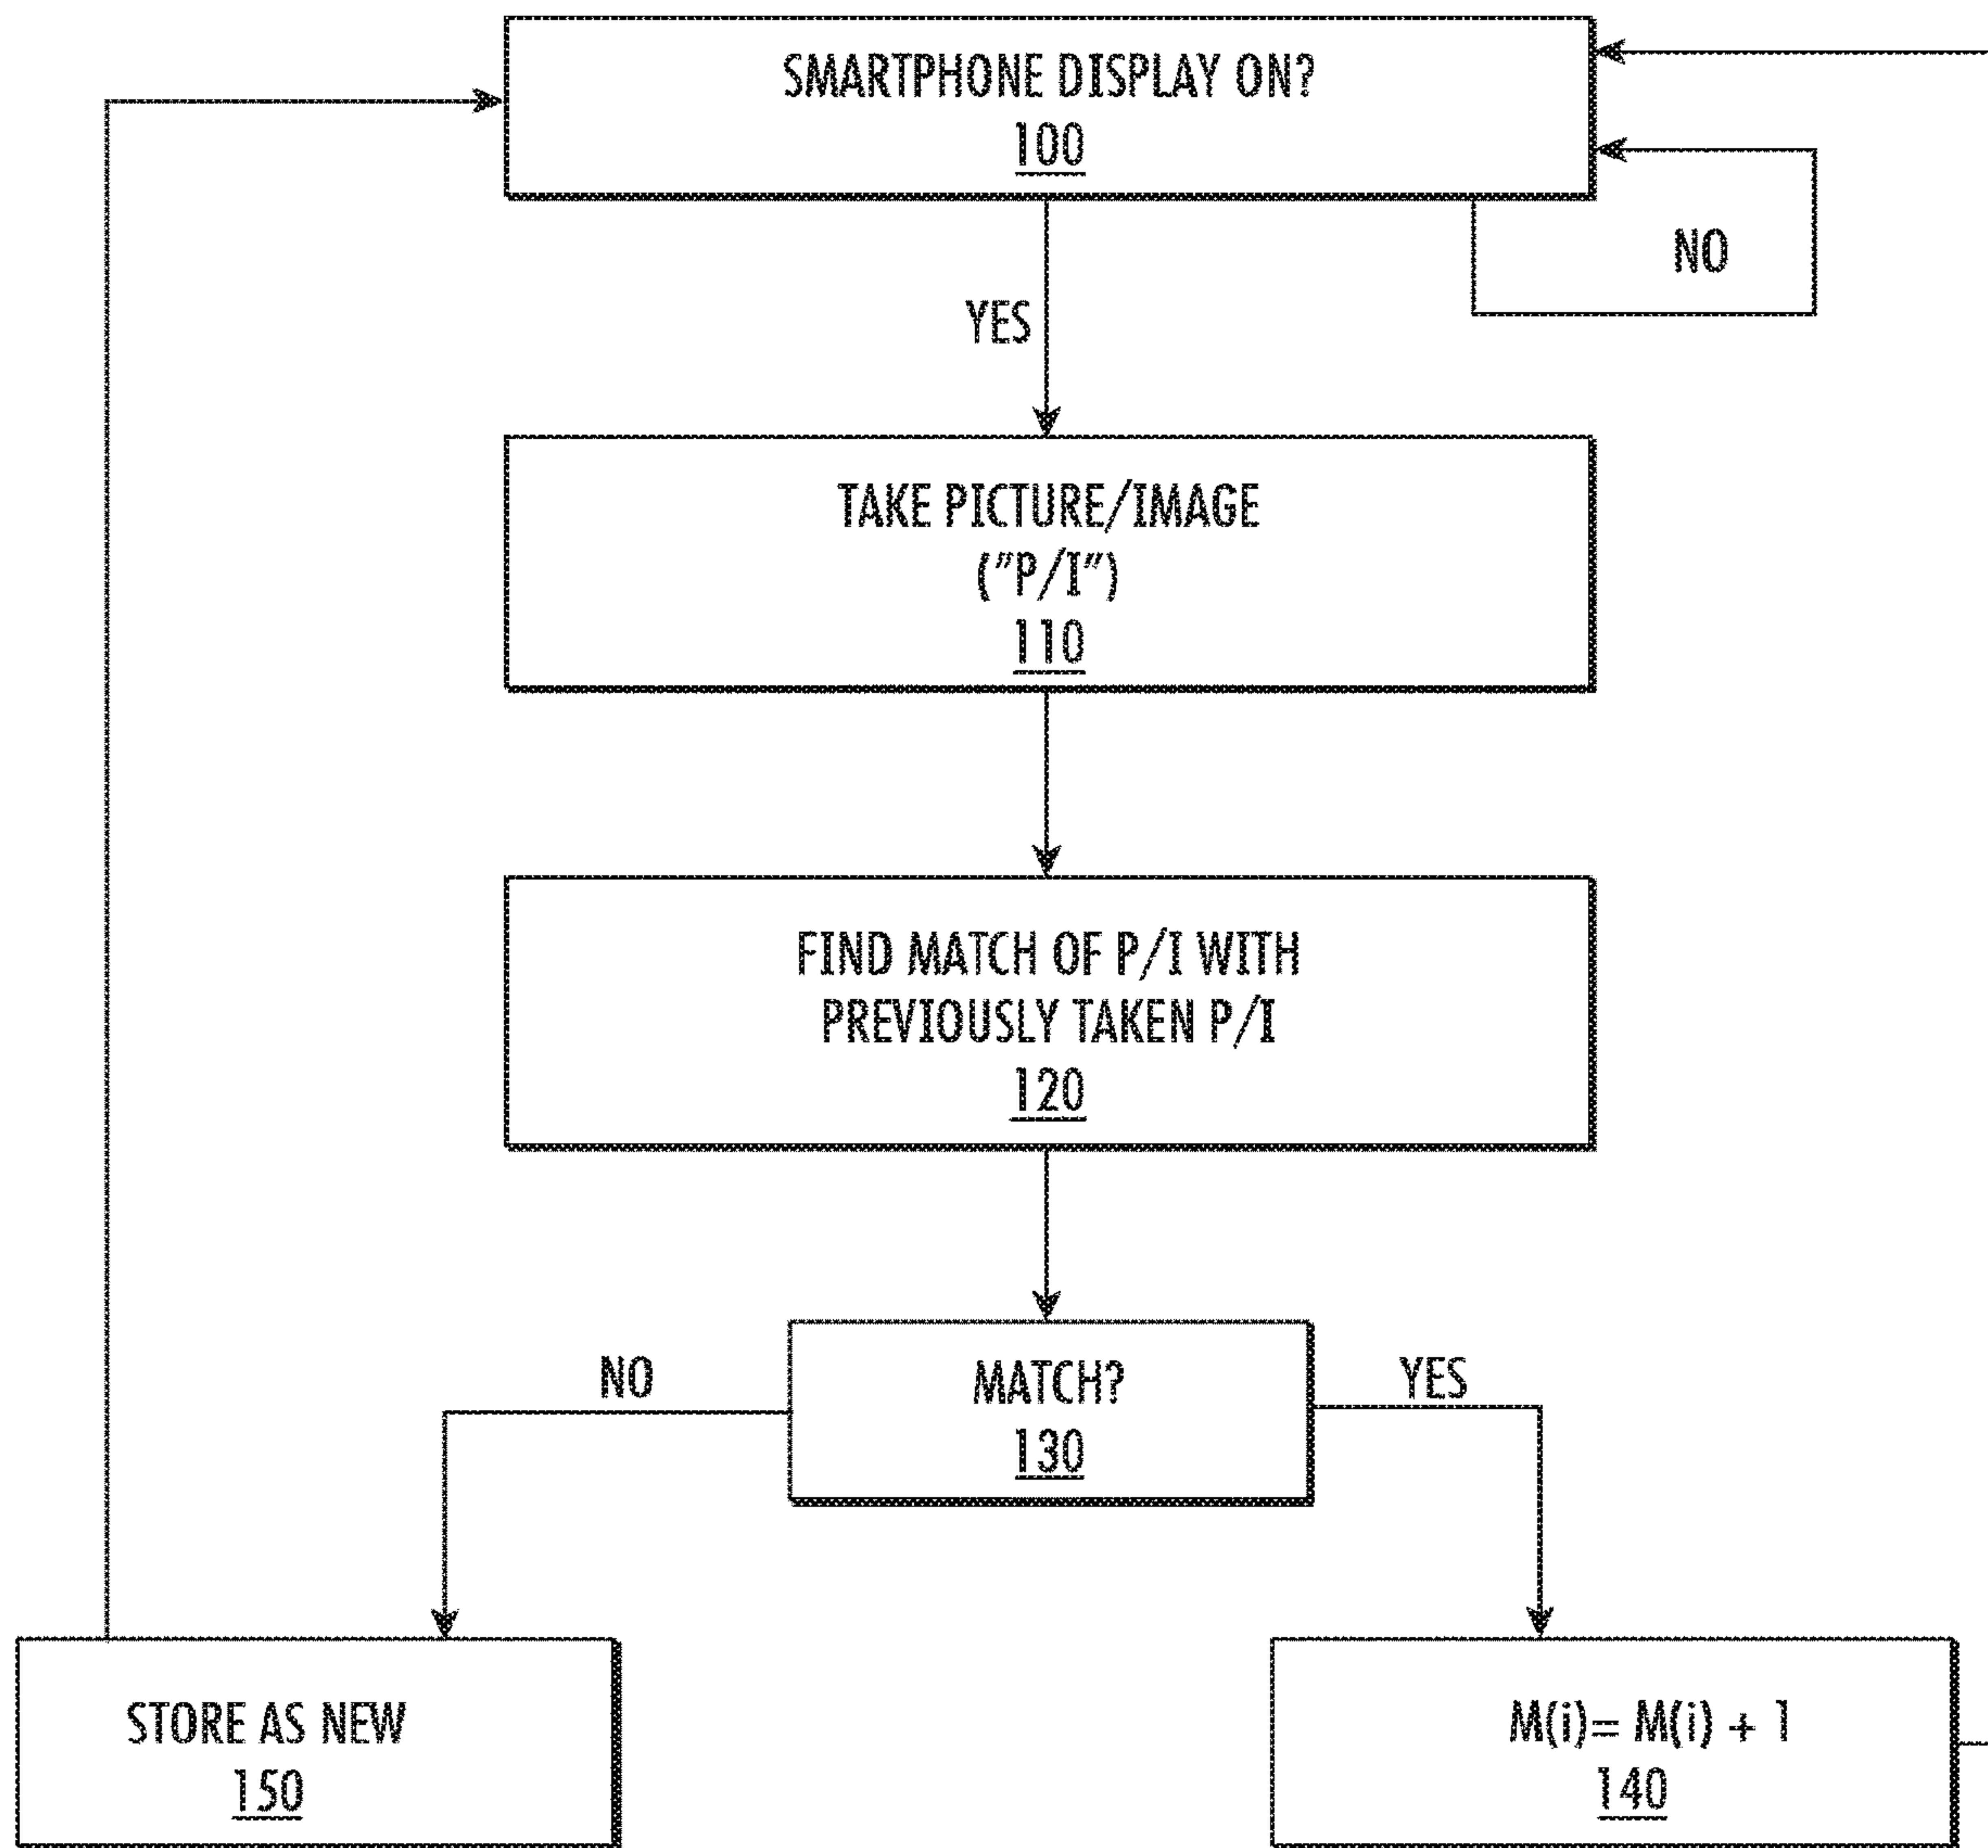 SMARTPHONE DISPLAY ON?
100
NO
YES
TAKE PICTURE/IMAGE
("P/I")
110
FIND MATCH OF P/I WITH
PREVIOUSLY TAKEN P/I
120
NO
MATCH?
130
YES
STORE AS NEW
150
M(i)= M(i) + 1
140